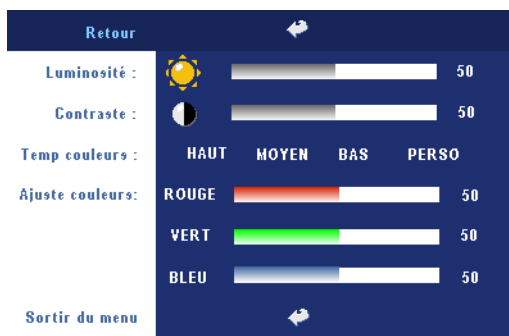 Retour
Luminosité : 50
Contraste : 50
Temp couleurs : HAUT MOYEN BAS PERSO
Ajuste couleurs: ROUGE 50
VERT 50
BLEU 50
Sortir du menu